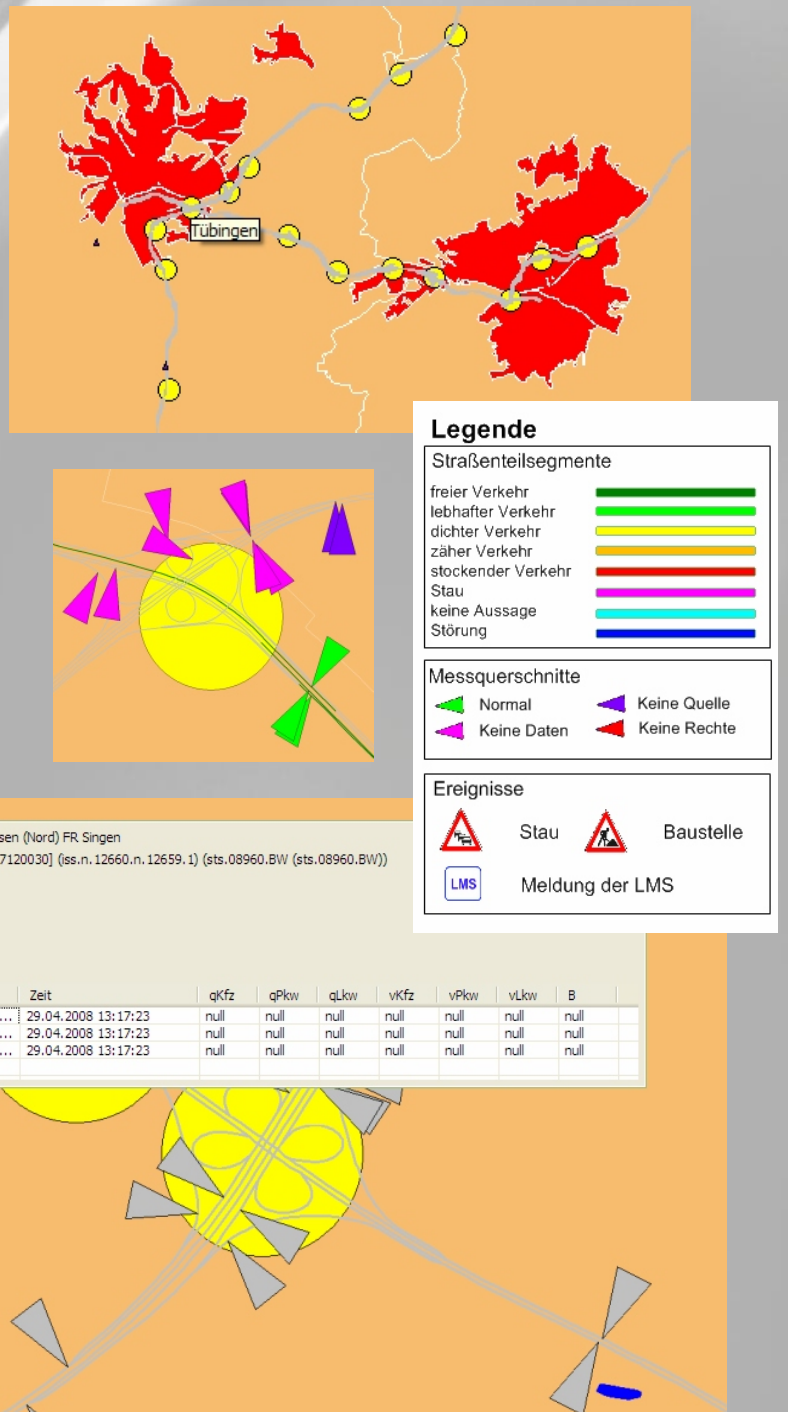 Tübingen
Legende
Straßenteilsegmente
freier Verkehr
lebhafter Verkehr
dichter Verkehr
zäher Verkehr
stockender Verkehr
Stau
keine Aussage
Störung
Messquerschnitte
Normal Keine Quelle
Keine Daten Keine Rechte
Ereignisse
Stau Baustelle
LMS Meldung der LMS
sen (Nord) FR Singen
7120030] (iss.n.12660.n.12659.1) (sts.08960.BW (sts.08960.BW))
Zeit qKfz qPkw qLkw vKfz vPkw vLkw B
... 29.04.2008 13:17:23 null null null null null null null
... 29.04.2008 13:17:23 null null null null null null null
... 29.04.2008 13:17:23 null null null null null null null